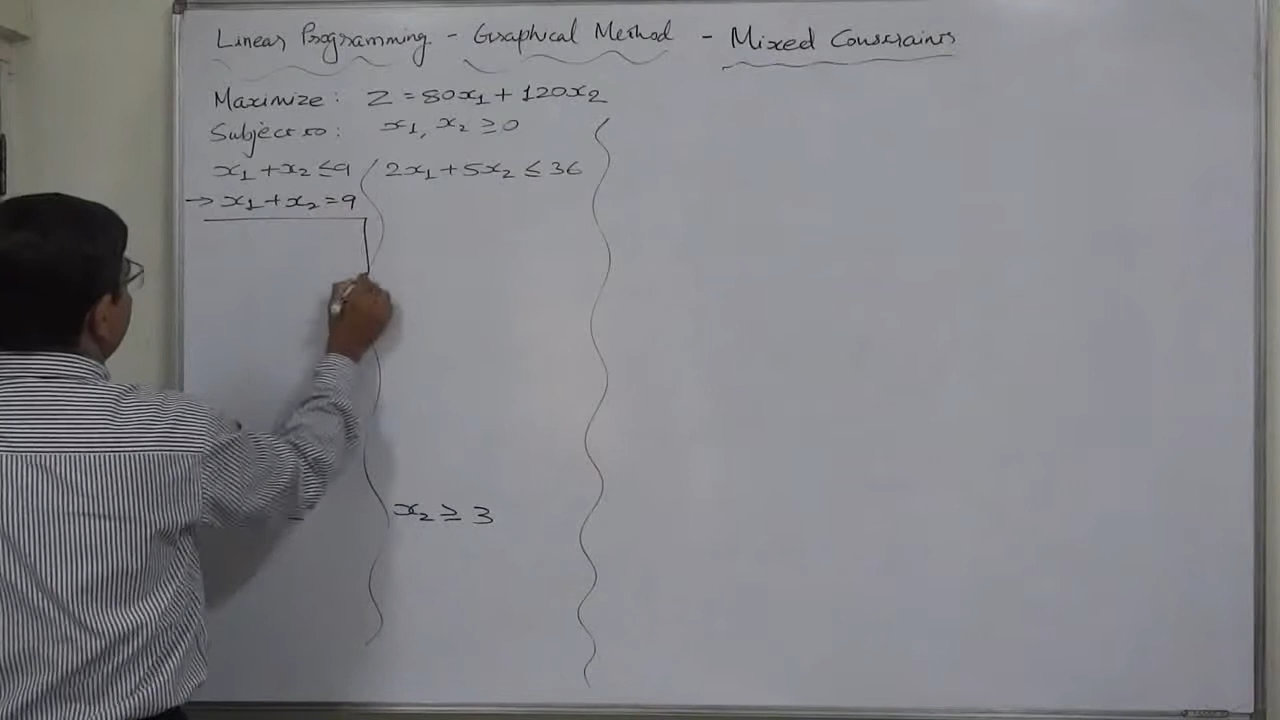 Linear Programming - Graphical Method - Mixed Constraints
Maximize: Z = 80x₁ + 120x₂
Subject to: x₁, x₂ ≥ 0
x₁ + x₂ ≤ 9 2x₁ + 5x₂ ≤ 36
→ x₁ + x₂ = 9
x₂ ≥ 3